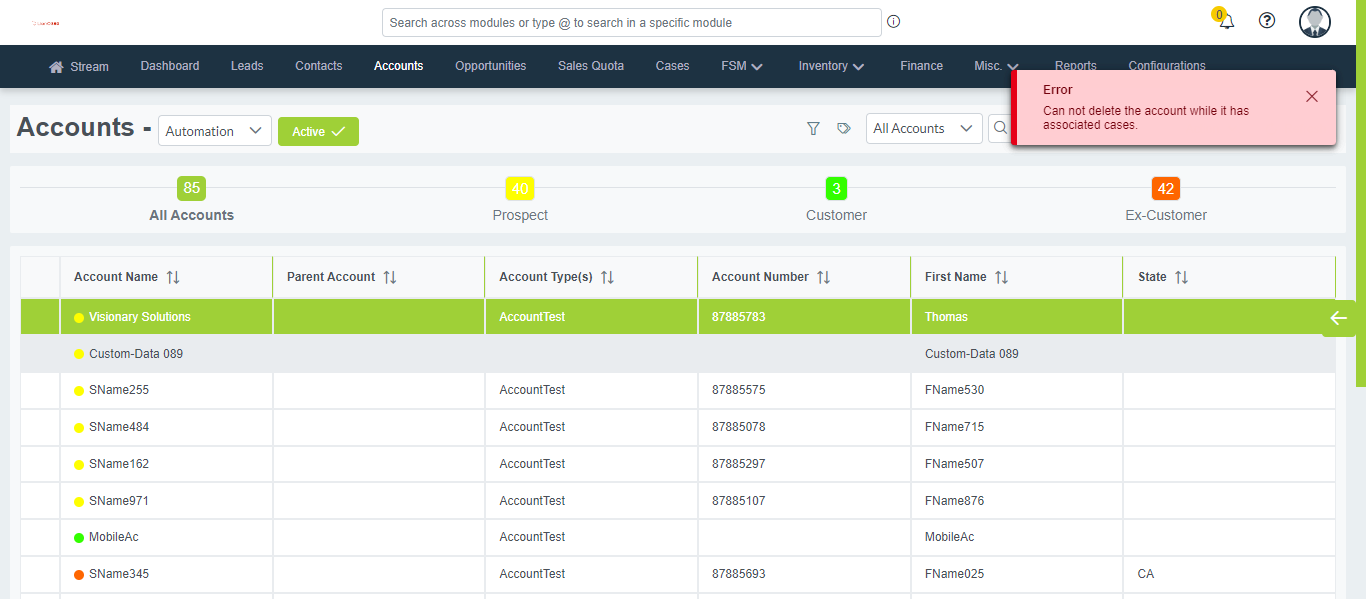 Search across modules or type @ to search in a specific module
0
Stream Dashboard Leads Contacts Accounts Opportunities Sales Quota Cases FSM Inventory Finance Misc. Reports Configurations
Error
Can not delete the account while it has
associated cases.
Accounts - Automation Active All Accounts
85 40 3 42
All Accounts Prospect Customer Ex-Customer
Account Name Parent Account Account Type(s) Account Number First Name State
Visionary Solutions AccountTest 87885783 Thomas
Custom-Data 089 Custom-Data 089
SName255 AccountTest 87885575 FName530
SName484 AccountTest 87885078 FName715
SName162 AccountTest 87885297 FName507
SName971 AccountTest 87885107 FName876
MobileAc AccountTest MobileAc
SName345 AccountTest 87885693 FName025 CA